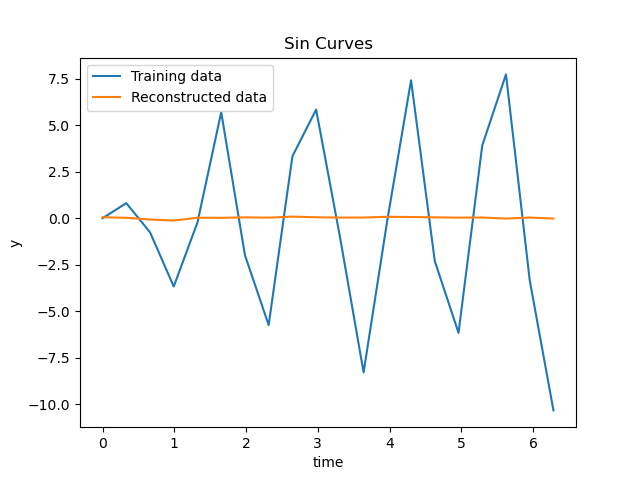 Sin Curves
Training data
Reconstructed data
7.5
5.0
2.5
0.0
−2.5
−5.0
−7.5
−10.0
y
0 1 2 3 4 5 6
time